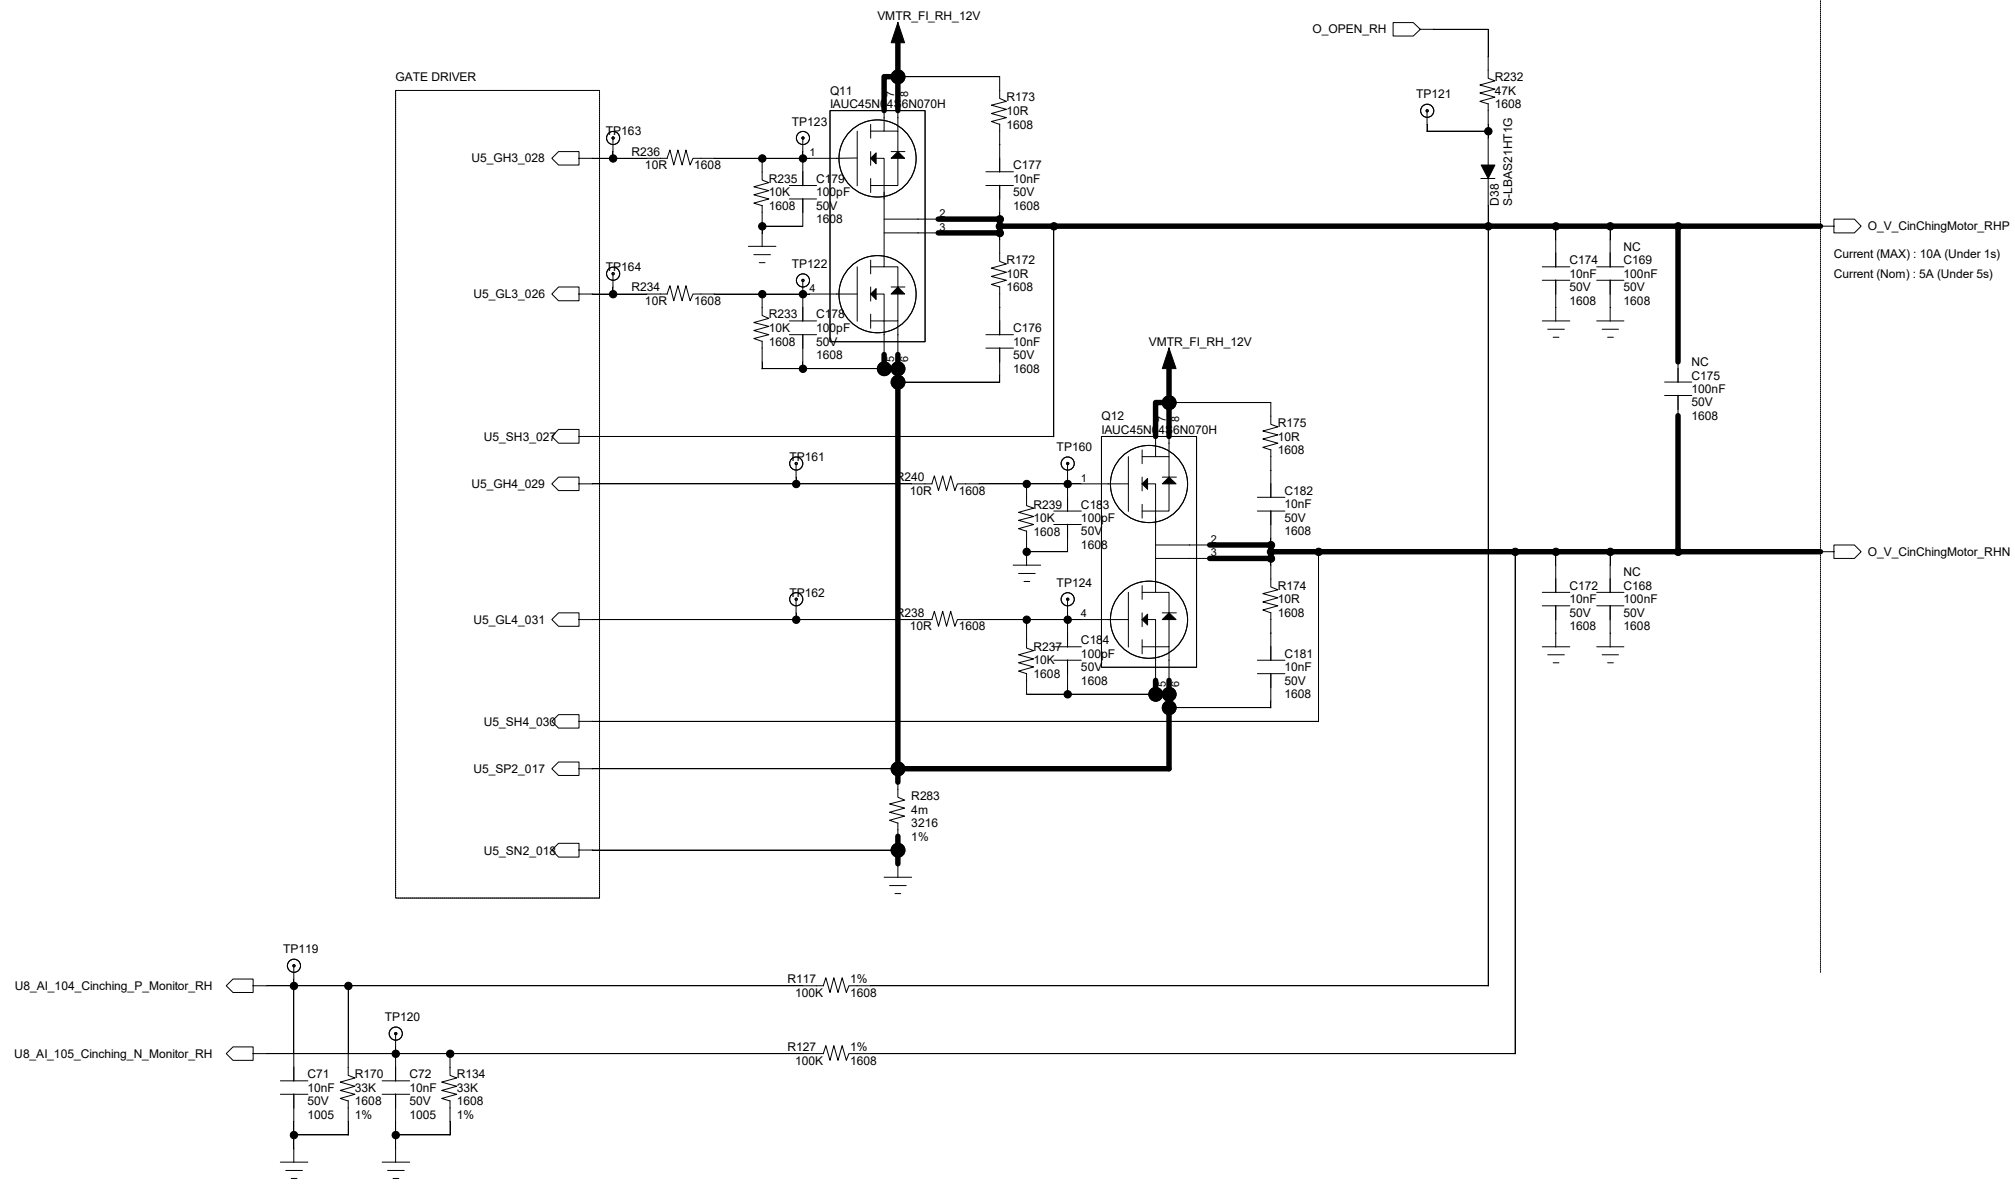 VMTR_FI_RH_12V
O_OPEN_RH
GATE DRIVER
R232
47K
1608
TP121
D38
S-LBAS21HT1G
Q11
IAUC45N04S6N070H
7
8
R173
10R
1608
TP163
TP123
U5_GH3_028
R236
10R
1608
1
R235
10K
1608
C179
100pF
50V
1608
C177
10nF
50V
1608
2
3
O_V_CinChingMotor_RHP
Current (MAX) : 10A (Under 1s)
Current (Nom) : 5A (Under 5s)
C174
10nF
50V
1608
NC
C169
100nF
50V
1608
TP164
TP122
U5_GL3_026
R234
10R
1608
4
R233
10K
1608
C178
100pF
50V
1608
R172
10R
1608
C176
10nF
50V
1608
5
6
VMTR_FI_RH_12V
NC
C175
100nF
50V
1608
Q12
IAUC45N04S6N070H
7
8
R175
10R
1608
U5_SH3_027
TP161
TP160
U5_GH4_029
R240
10R
1608
1
R239
10K
1608
C183
100pF
50V
1608
C182
10nF
50V
1608
2
3
O_V_CinChingMotor_RHN
C172
10nF
50V
1608
NC
C168
100nF
50V
1608
TP162
TP124
U5_GL4_031
R238
10R
1608
4
R237
10K
1608
C184
100pF
50V
1608
R174
10R
1608
C181
10nF
50V
1608
5
6
U5_SH4_030
U5_SP2_017
R283
4m
3216
1%
U5_SN2_018
TP119
U8_AI_104_Cinching_P_Monitor_RH
R117
100K
1%
1608
TP120
U8_AI_105_Cinching_N_Monitor_RH
R127
100K
1%
1608
C71
10nF
50V
1005
R170
33K
1608
1%
C72
10nF
50V
1005
R134
33K
1608
1%